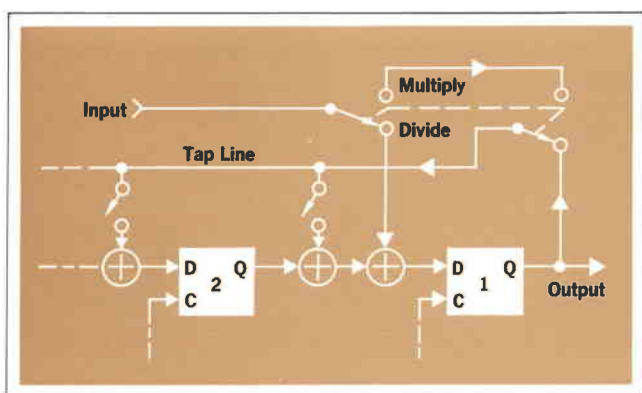 Multiply
Input
Divide
Tap Line
D Q
2
C
D Q
1
C
Output